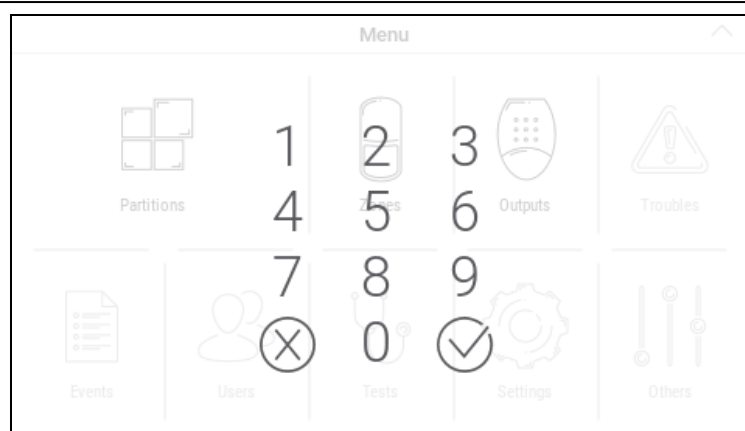 Menu
1 2 3
Partitions Zones Outputs Troubles
4 5 6
7 8 9
0
Events Users Tests Settings Others